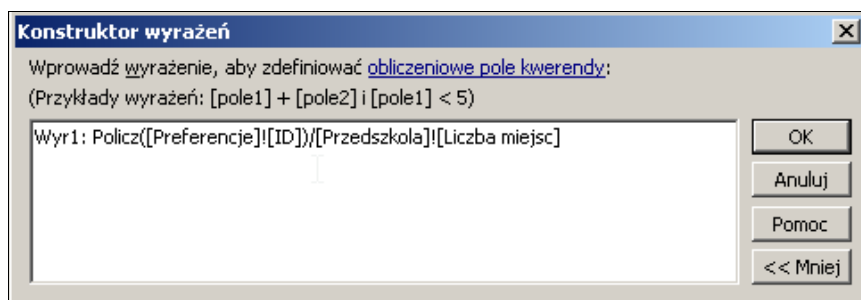 Konstruktor wyrażeń
Wprowadź wyrażenie, aby zdefiniować obliczeniowe pole kwerendy:
(Przykłady wyrażeń: [pole1] + [pole2] i [pole1] < 5)
Wyr1: Policz([Preferencje]![ID])/[Przedszkola]![Liczba miejsc]
OK
Anuluj
Pomoc
<< Mniej